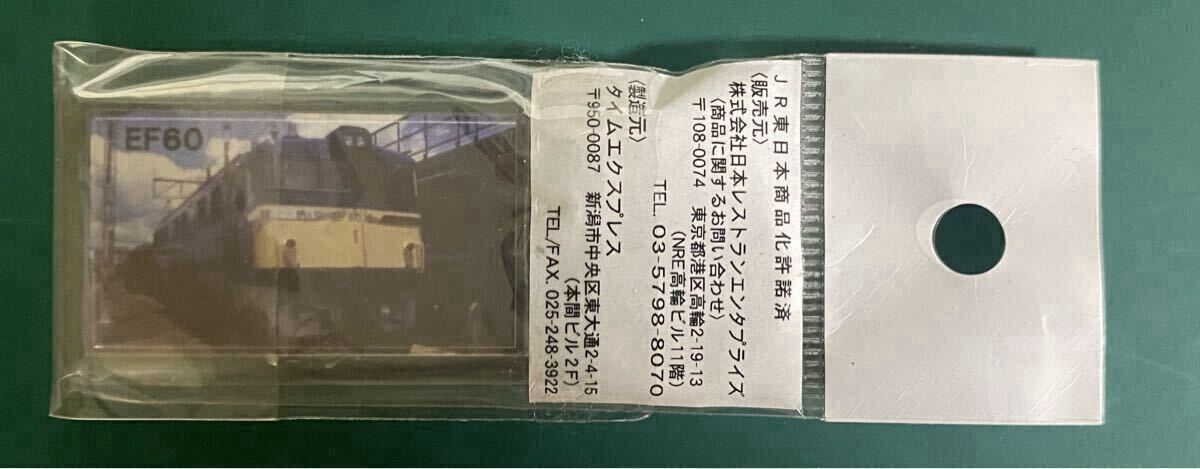 EF60
JR東日本商品化許諾済
〈販売元〉
株式会社日本レストランエンタプライズ
〈商品に関するお問い合わせ〉
〒108-0074 東京都港区高輪2-19-13
(NRE高輪ビル11階)
TEL. 03-5798-8070
〈製造元〉
タイムエクスプレス
〒950-0087 新潟市中央区東大通2-4-15
(本間ビル2F)
TEL/FAX. 025-248-3922